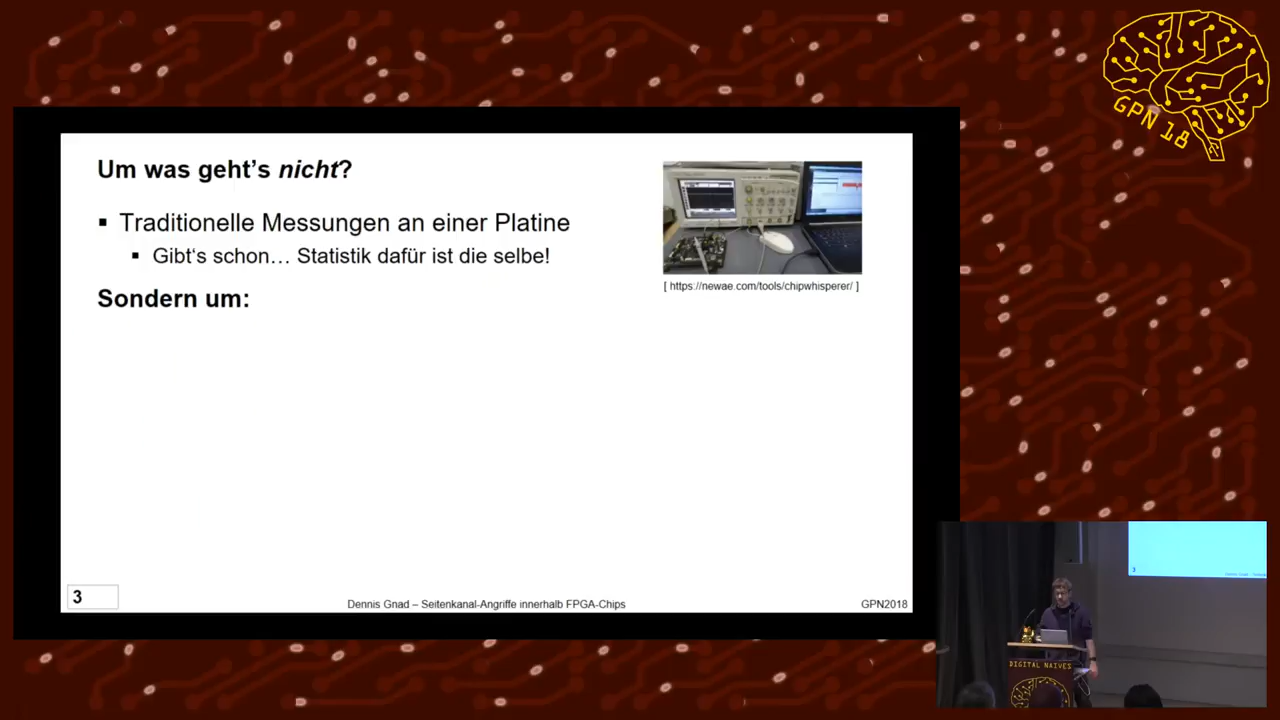 GPN 18
Um was geht's nicht?
▪ Traditionelle Messungen an einer Platine
▪ Gibt‘s schon… Statistik dafür ist die selbe!
[ https://newae.com/tools/chipwhisperer/ ]
Sondern um:
3
Dennis Gnad – Seitenkanal-Angriffe innerhalb FPGA-Chips
GPN2018
3
DIGITAL NAIVES